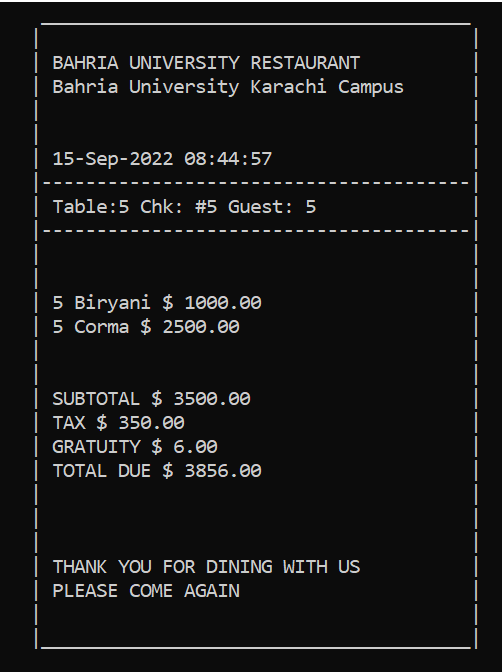 BAHRIA UNIVERSITY RESTAURANT
Bahria University Karachi Campus
15-Sep-2022 08:44:57
Table:5 Chk: #5 Guest: 5
5 Biryani $ 1000.00
5 Corma $ 2500.00
SUBTOTAL $ 3500.00
TAX $ 350.00
GRATUITY $ 6.00
TOTAL DUE $ 3856.00
THANK YOU FOR DINING WITH US
PLEASE COME AGAIN